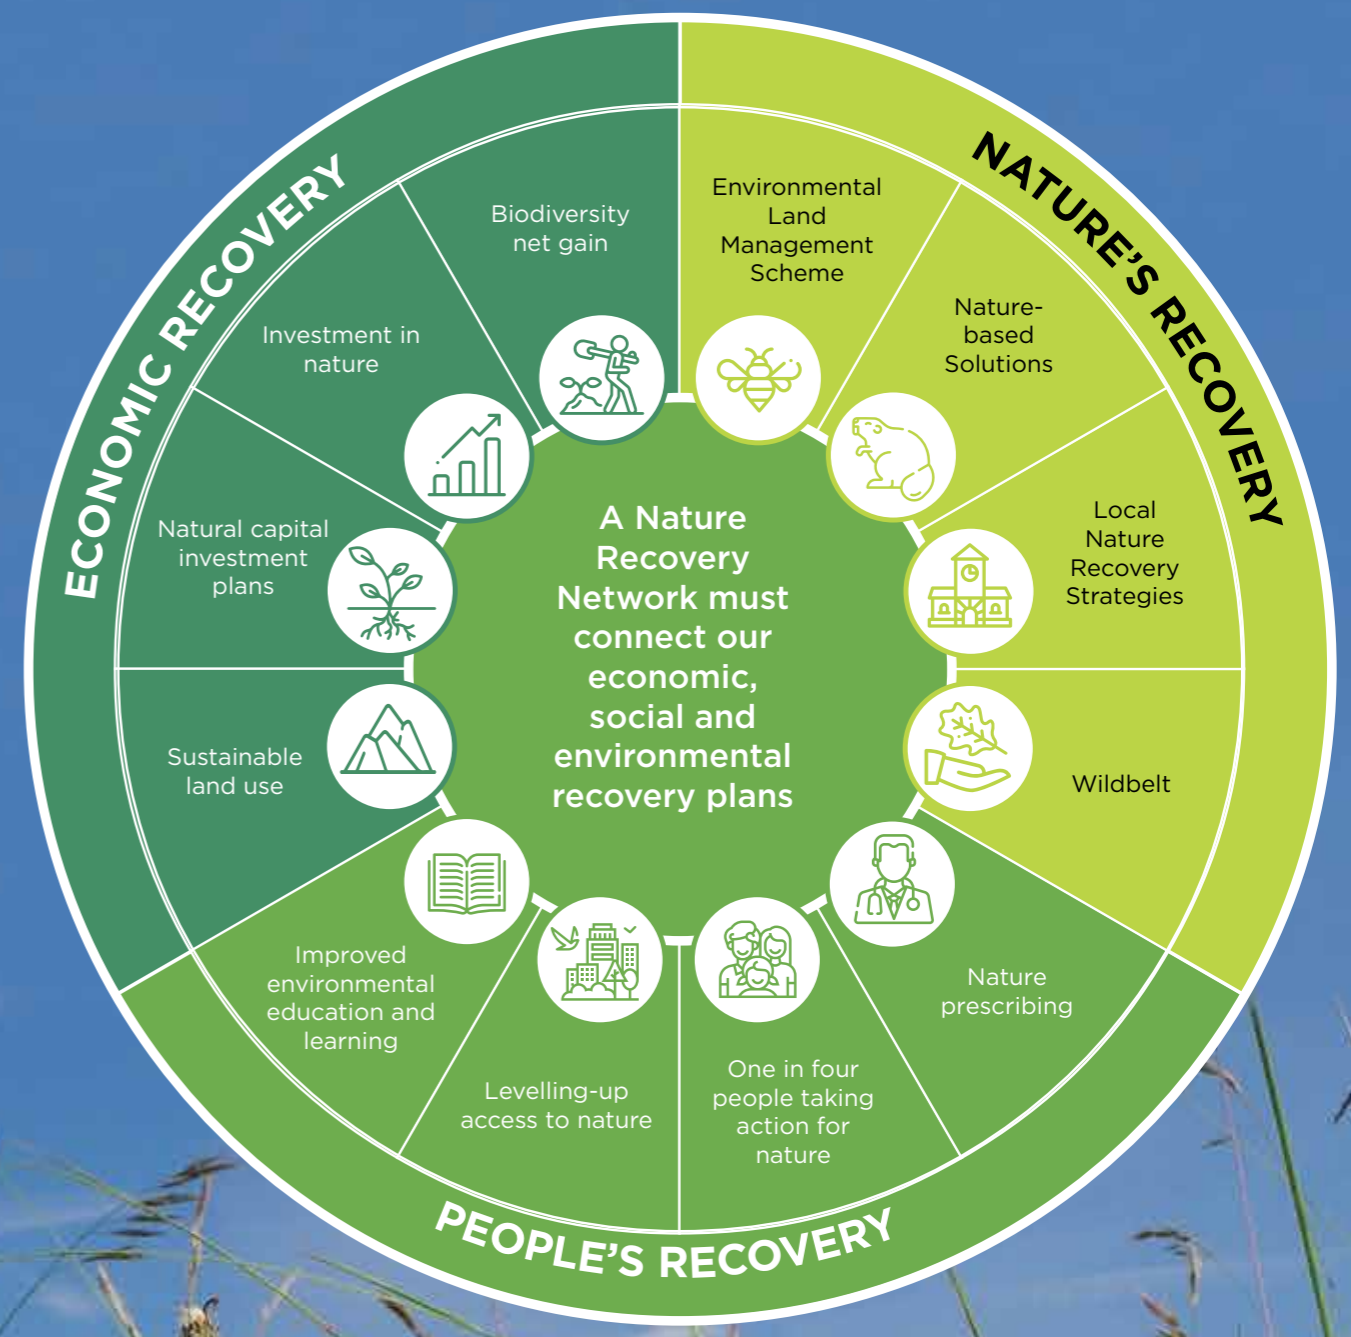 NATURE'S RECOVERY
Environmental
Land
Management
Scheme
Nature-
based
Solutions
Local
Nature
Recovery
Strategies
Wildbelt
PEOPLE'S RECOVERY
Nature
prescribing
One in four
people taking
action for
nature
Levelling-up
access to nature
Improved
environmental
education and
learning
ECONOMIC RECOVERY
Sustainable
land use
Natural capital
investment
plans
Investment in
nature
Biodiversity
net gain
A Nature
Recovery
Network must
connect our
economic,
social and
environmental
recovery plans